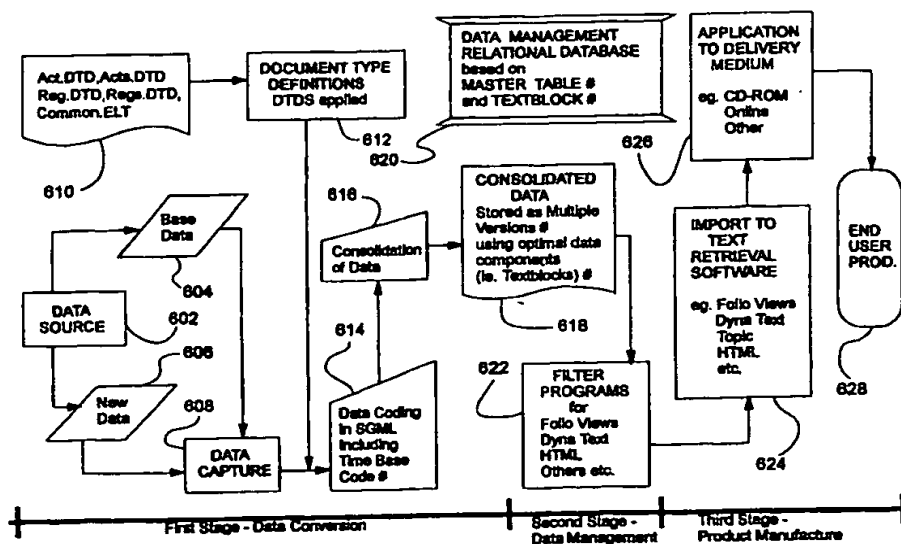 Act.DTD,Acts.DTD
Reg.DTD,Regs.DTD,
Common.ELT
610
DOCUMENT TYPE
DEFINITIONS
DTDS applied
612
DATA MANAGEMENT
RELATIONAL DATABASE
based on
MASTER TABLE #
and TEXTBLOCK #
620
APPLICATION
TO DELIVERY
MEDIUM
eg. CD-ROM
Online
Other
626
Base
Data
604
DATA
SOURCE
602
606
New
Data
608
DATA
CAPTURE
616
Consolidation
of Data
614
Data Coding
in SGML
Including
Time Base
Code #
CONSOLIDATED
DATA
Stored as Multiple
Versions #
using optimal data
components
(ie. Textblocks) #
618
622
FILTER
PROGRAMS
for
Folio Views
Dyna Text
HTML
Others etc.
IMPORT TO
TEXT
RETRIEVAL
SOFTWARE
eg. Folio Views
Dyna Text
Topic
HTML
etc.
624
END
USER
PROD.
628
First Stage - Data Conversion
Second Stage -
Data Management
Third Stage -
Product Manufacture